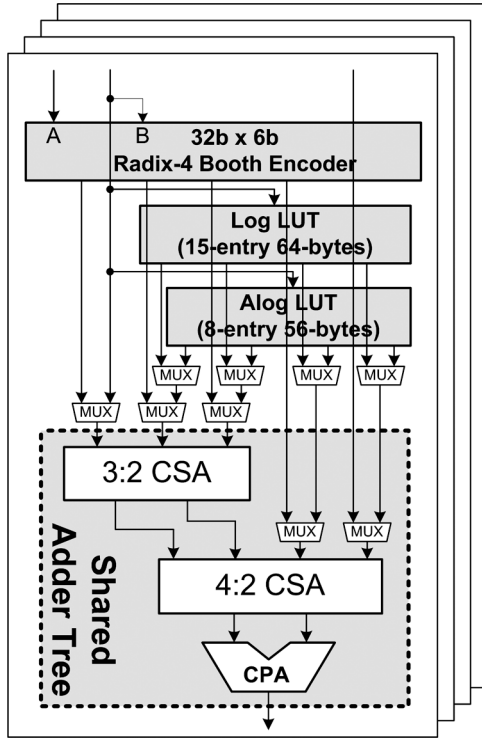 A
B
32b x 6b
Radix-4 Booth Encoder
Log LUT
(15-entry 64-bytes)
Alog LUT
(8-entry 56-bytes)
MUX
MUX
MUX
MUX
MUX
MUX
MUX
3:2 CSA
MUX
MUX
4:2 CSA
CPA
Shared
Adder Tree